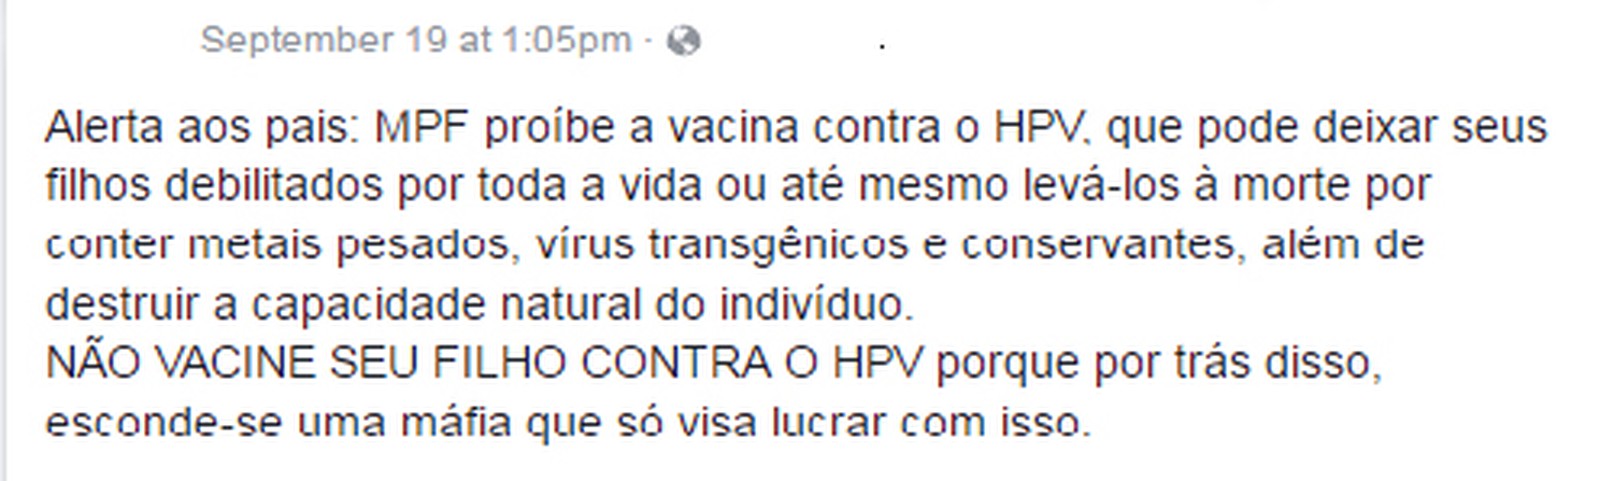 September 19 at 1:05pm ·
Alerta aos pais: MPF proíbe a vacina contra o HPV, que pode deixar seus
filhos debilitados por toda a vida ou até mesmo levá-los à morte por
conter metais pesados, vírus transgênicos e conservantes, além de
destruir a capacidade natural do indivíduo.
NÃO VACINE SEU FILHO CONTRA O HPV porque por trás disso,
esconde-se uma máfia que só visa lucrar com isso.